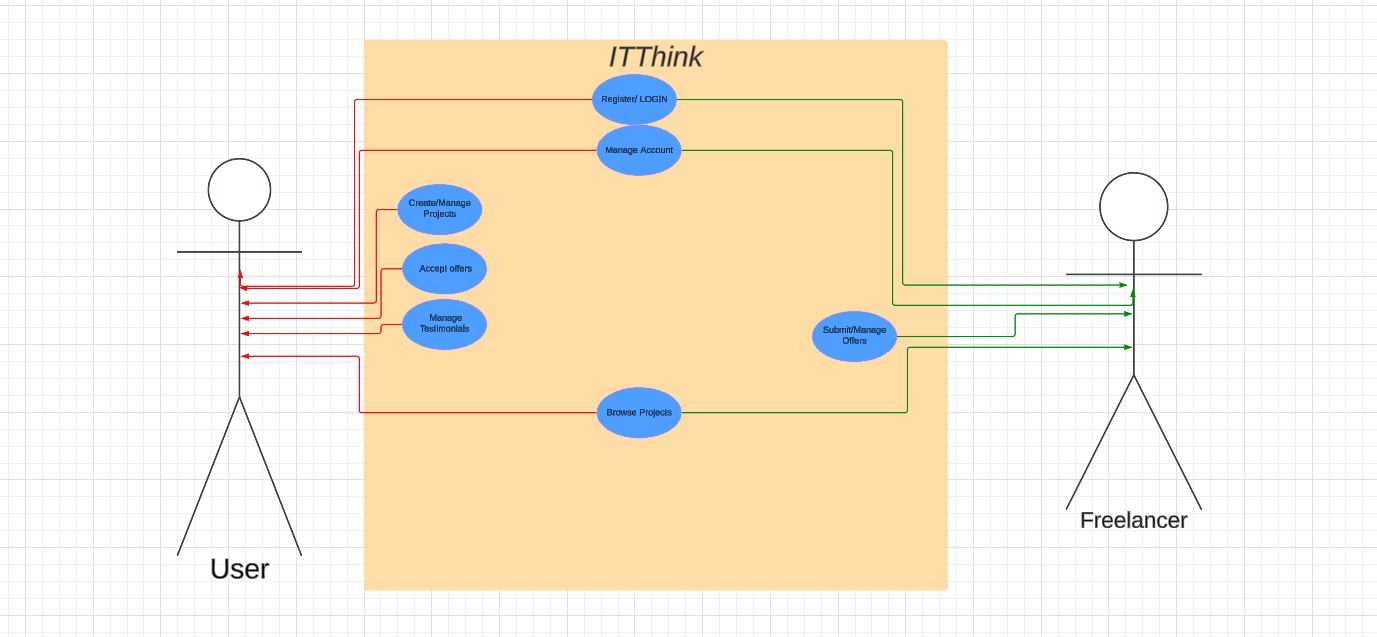 ITThink
Register/ LOGIN
Manage Account
Create/Manage
Projects
Accept offers
Manage
Testimonials
Submit/Manage
Offers
Browse Projects
Freelancer
User